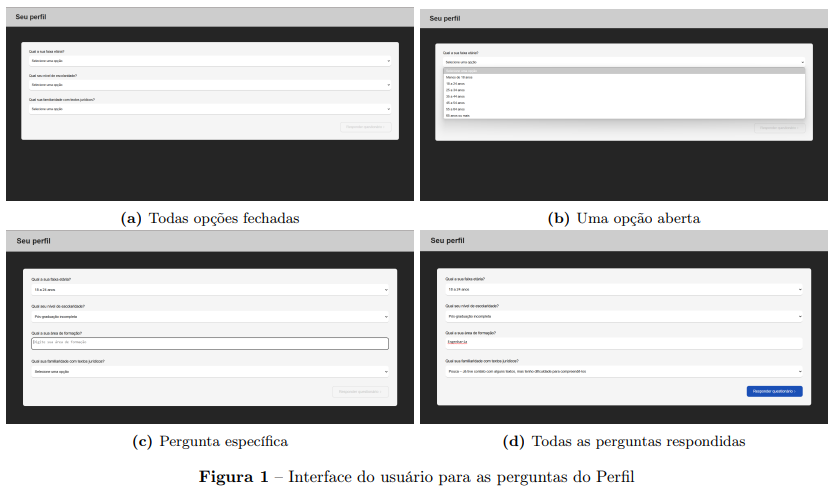 Seu perfil
Qual a sua faixa etária?
Selecione uma opção
Qual seu nível de escolaridade?
Selecione uma opção
Qual sua familiaridade com textos jurídicos?
Selecione uma opção
Responder questionário ›
(a) Todas opções fechadas
Seu perfil
Qual a sua faixa etária?
Selecione uma opção
Menos de 18 anos
18 a 24 anos
25 a 34 anos
35 a 44 anos
45 a 54 anos
55 a 64 anos
65 anos ou mais
Responder questionário ›
(b) Uma opção aberta
Seu perfil
Qual a sua faixa etária?
18 a 24 anos
Qual seu nível de escolaridade?
Pós graduação incompleta
Qual a sua área de formação?
Digite sua área de formação
Qual sua familiaridade com textos jurídicos?
Selecione uma opção
Responder questionário ›
(c) Pergunta específica
Seu perfil
Qual a sua faixa etária?
18 a 24 anos
Qual seu nível de escolaridade?
Pós graduação incompleta
Qual a sua área de formação?
Engenharia
Qual sua familiaridade com textos jurídicos?
Pouca – Já tive contato com alguns textos, mas tenho dificuldade para compreendê-los
Responder questionário ›
(d) Todas as perguntas respondidas
Figura 1 – Interface do usuário para as perguntas do Perfil